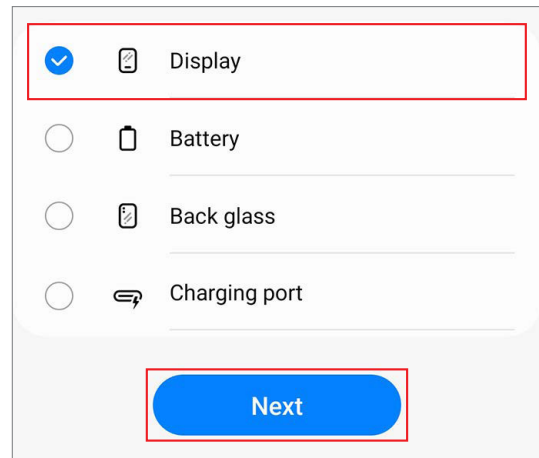 Display
Battery
Back glass
Charging port
Next